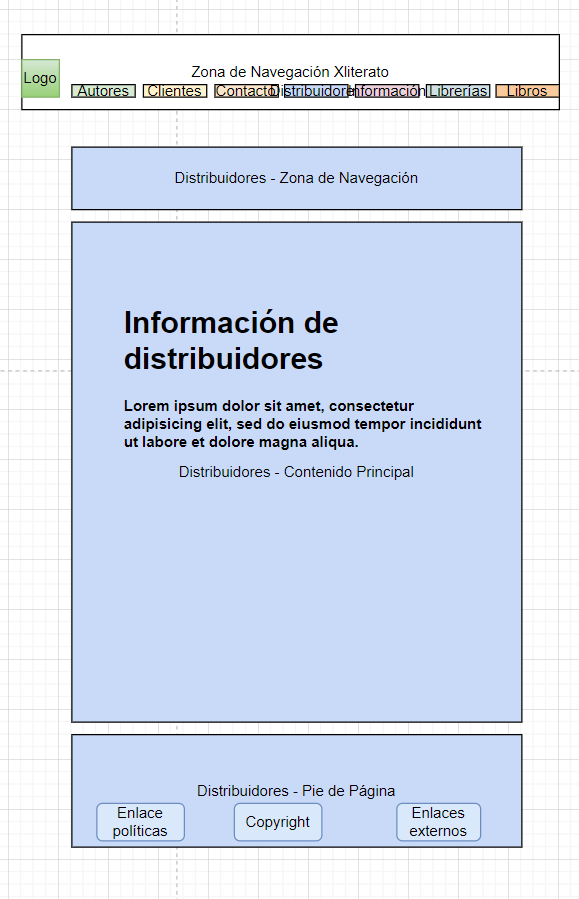 Zona de Navegación Xliterato
Logo
Autores Clientes Contacto Distribuidores Información Librerías Libros
Distribuidores - Zona de Navegación
Información de
distribuidores
Lorem ipsum dolor sit amet, consectetur
adipisicing elit, sed do eiusmod tempor incididunt
ut labore et dolore magna aliqua.
Distribuidores - Contenido Principal
Distribuidores - Pie de Página
Enlace
políticas
Copyright
Enlaces
externos